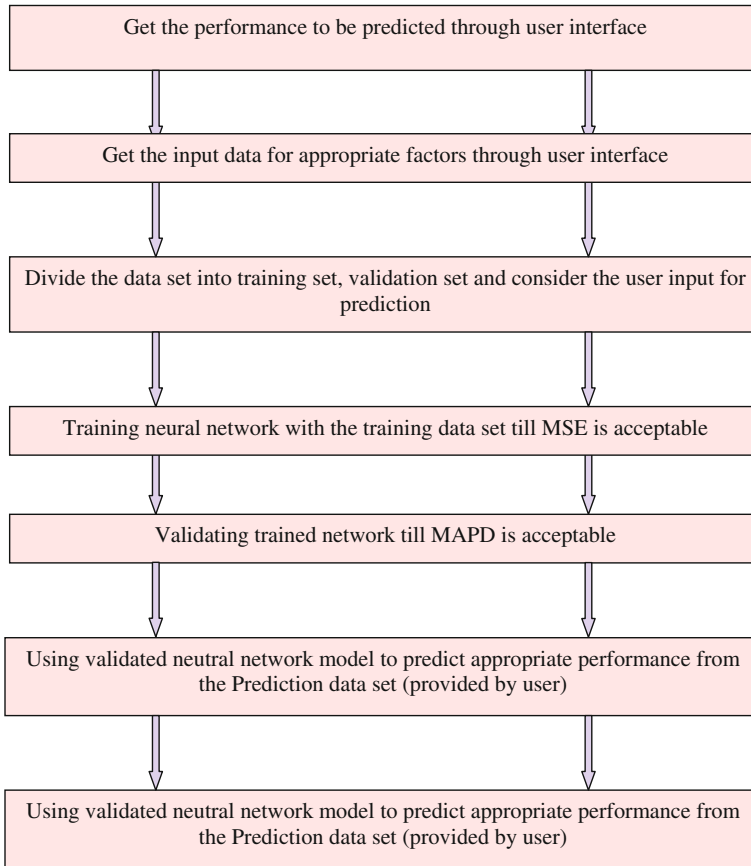 Get the performance to be predicted through user interface
Get the input data for appropriate factors through user interface
Divide the data set into training set, validation set and consider the user input for
prediction
Training neural network with the training data set till MSE is acceptable
Validating trained network till MAPD is acceptable
Using validated neutral network model to predict appropriate performance from
the Prediction data set (provided by user)
Using validated neutral network model to predict appropriate performance from
the Prediction data set (provided by user)